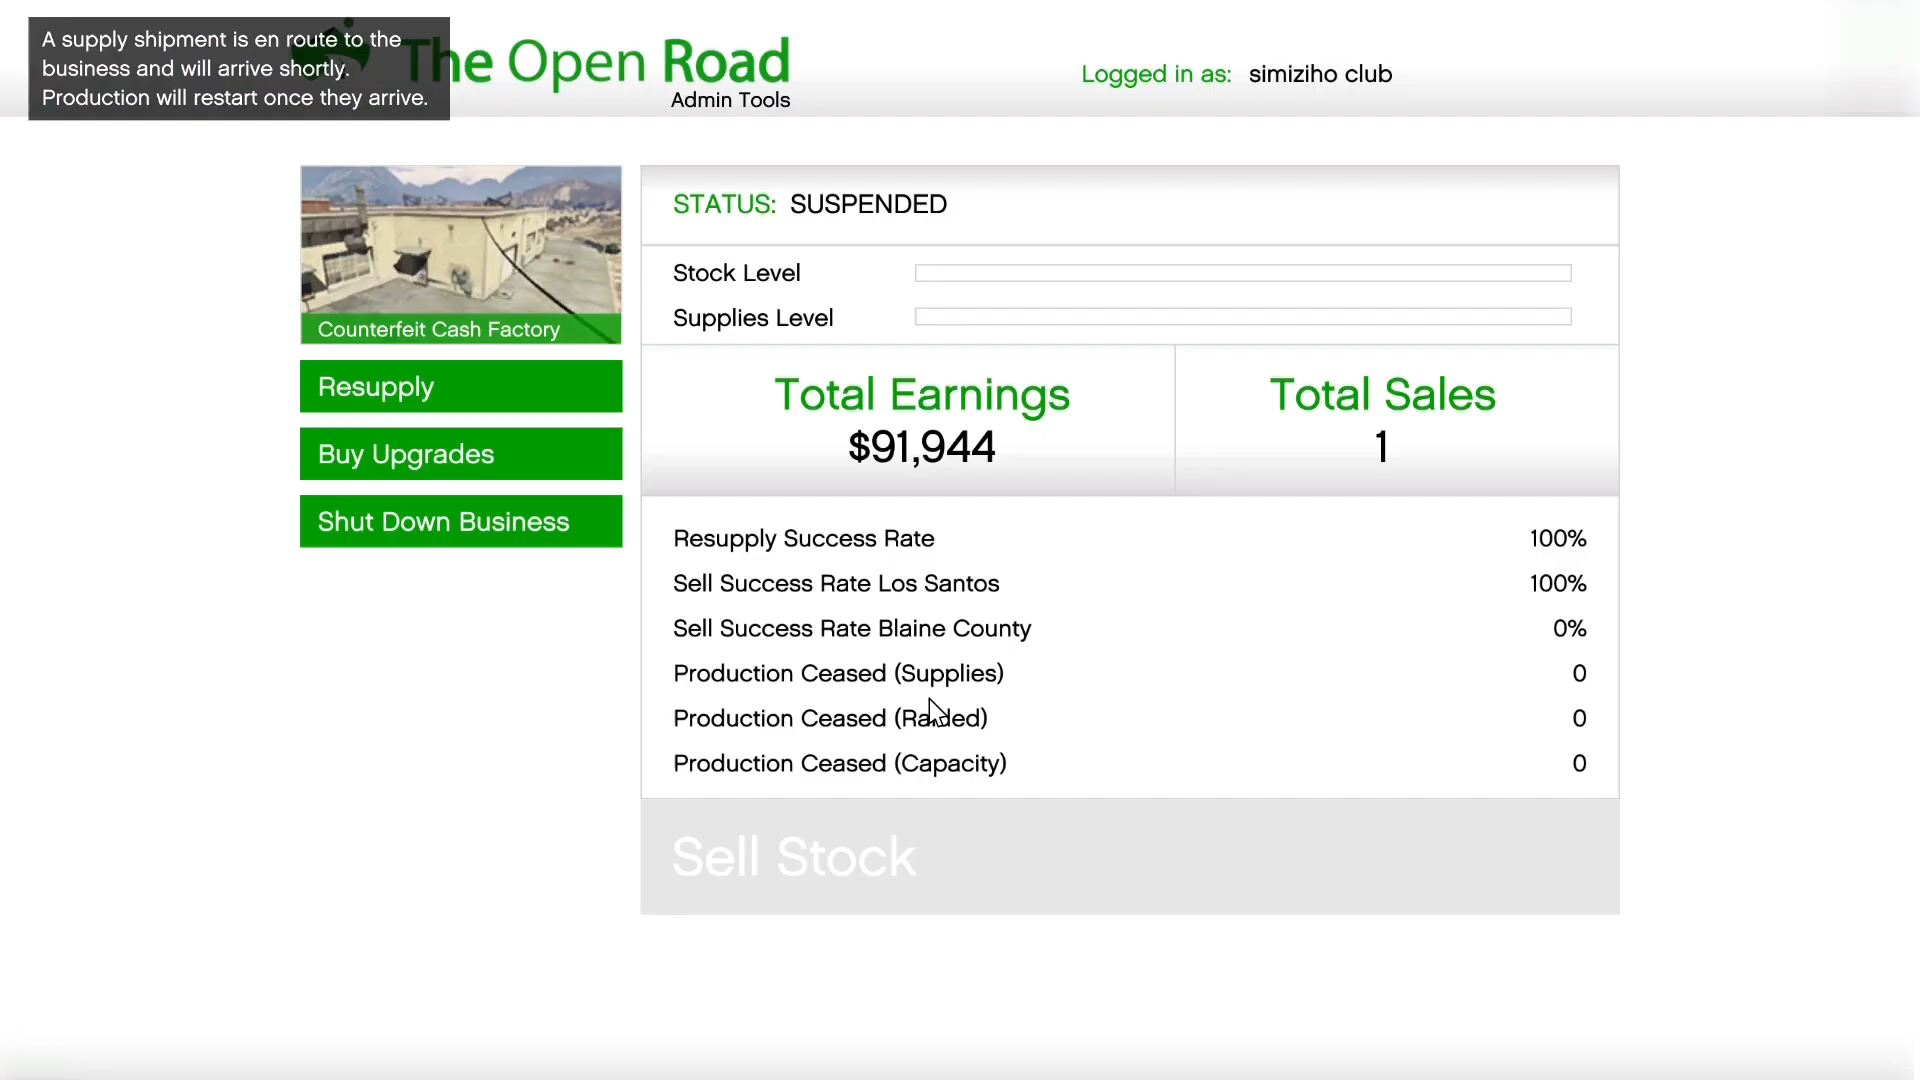 A supply shipment is en route to the
business and will arrive shortly.
Production will restart once they arrive.
The Open Road
Admin Tools
Logged in as: simiziho club
Counterfeit Cash Factory
Resupply
Buy Upgrades
Shut Down Business
STATUS: SUSPENDED
Stock Level
Supplies Level
Total Earnings
$91,944
Total Sales
1
Resupply Success Rate 100%
Sell Success Rate Los Santos 100%
Sell Success Rate Blaine County 0%
Production Ceased (Supplies) 0
Production Ceased (Raided) 0
Production Ceased (Capacity) 0
Sell Stock